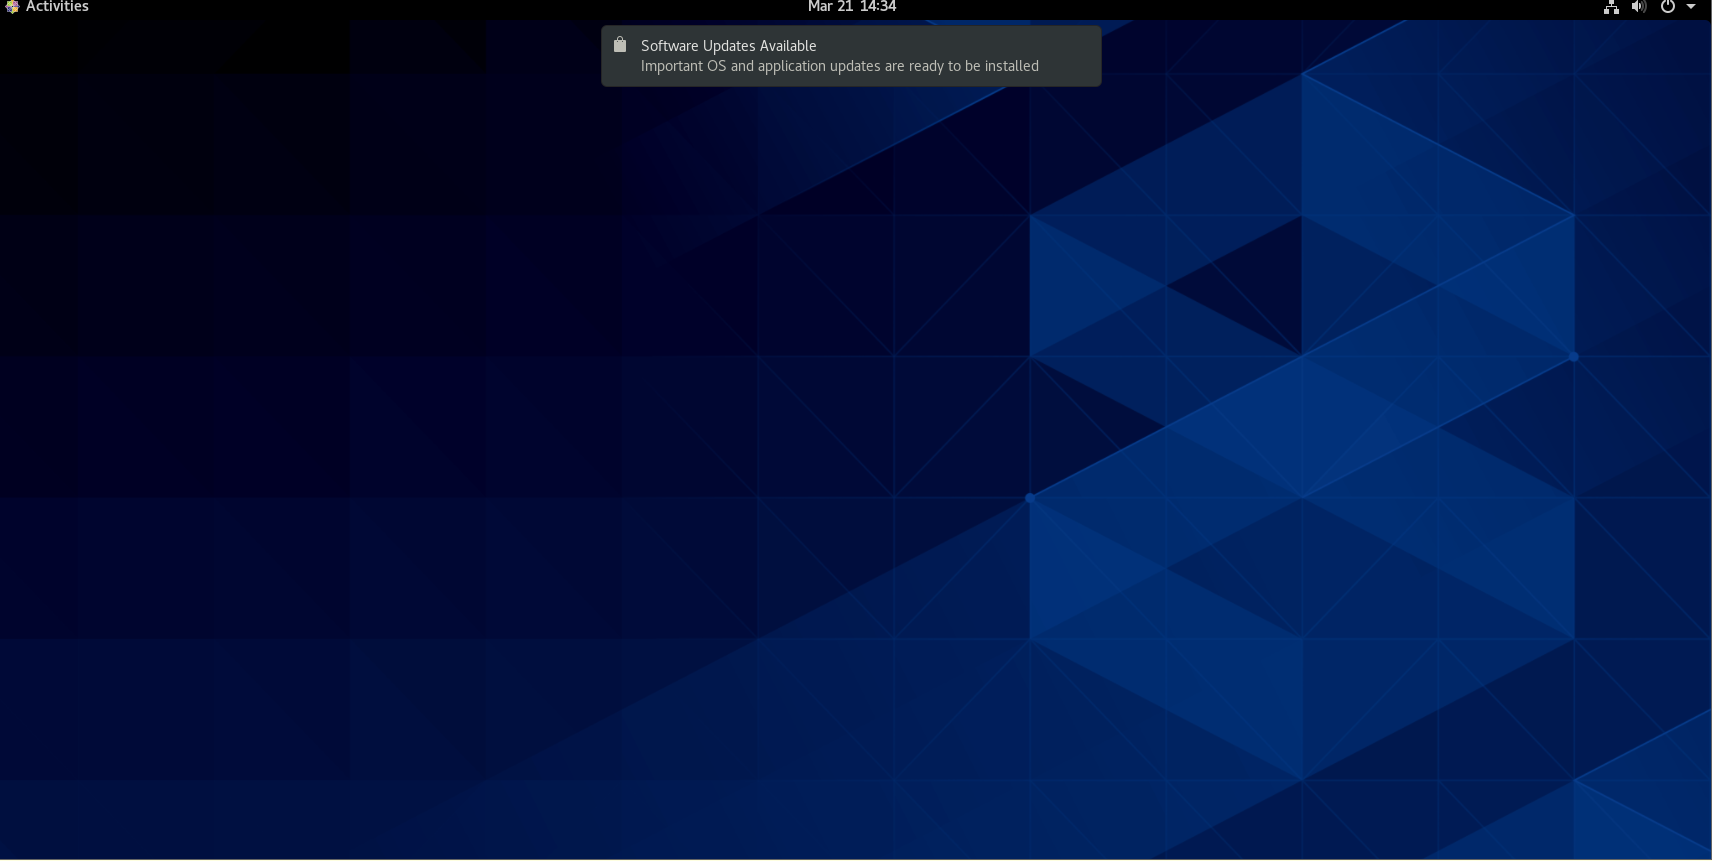 Activities
Mar 21 14:34
Software Updates Available
Important OS and application updates are ready to be installed